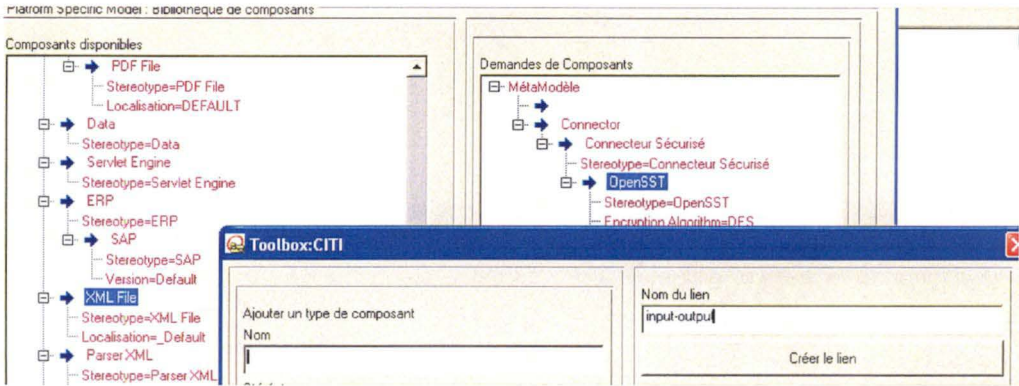 Platform Specific Model : Bibliothèque de composants
Composants disponibles
PDF File
Stereotype=PDF File
Localisation=DEFAULT
Data
Stereotype=Data
Servlet Engine
Stereotype=Servlet Engine
ERP
Stereotype=ERP
SAP
Stereotype=SAP
Version=Default
XML File
Stereotype=XML File
Localisation=_Default
Parser XML
Stereotype=Parser XML
Demandes de Composants
MétaModèle
Connector
Connecteur Sécurisé
Stereotype=Connecteur Sécurisé
OpenSST
Stereotype=OpenSST
Encryption Algorithm=DES
Toolbox:CITI
Ajouter un type de composant
Nom
Nom du lien
input-output
Créer le lien